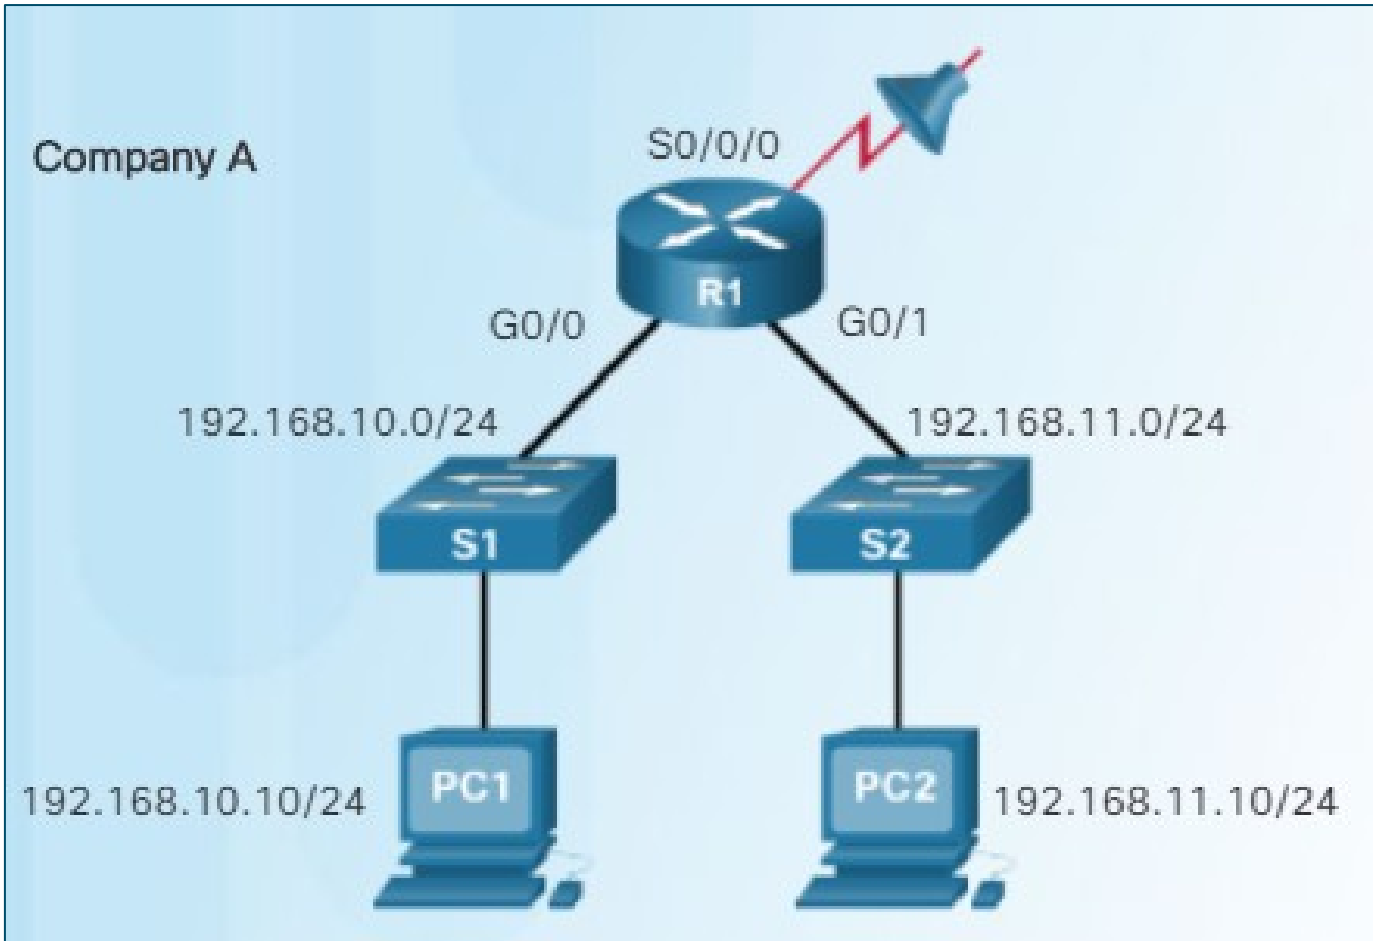 Company A
S0/0/0
R1
G0/0
G0/1
192.168.10.0/24
192.168.11.0/24
S1
S2
PC1
PC2
192.168.10.10/24
192.168.11.10/24